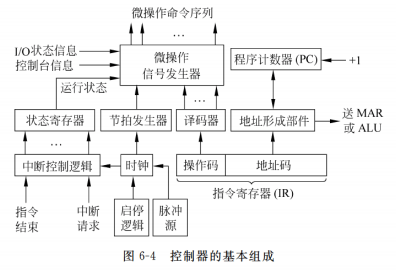 微操作命令序列
…
I/O状态信息
控制台信息
运行状态
微操作
信号发生器
程序计数器(PC)
+1
… …
状态寄存器
节拍发生器
译码器
地址形成部件
送 MAR
或 ALU
…
…
中断控制逻辑
时钟
操作码
地址码
指令寄存器(IR)
指令
结束
中断
请求
启停
逻辑
脉冲
源
图 6-4 控制器的基本组成